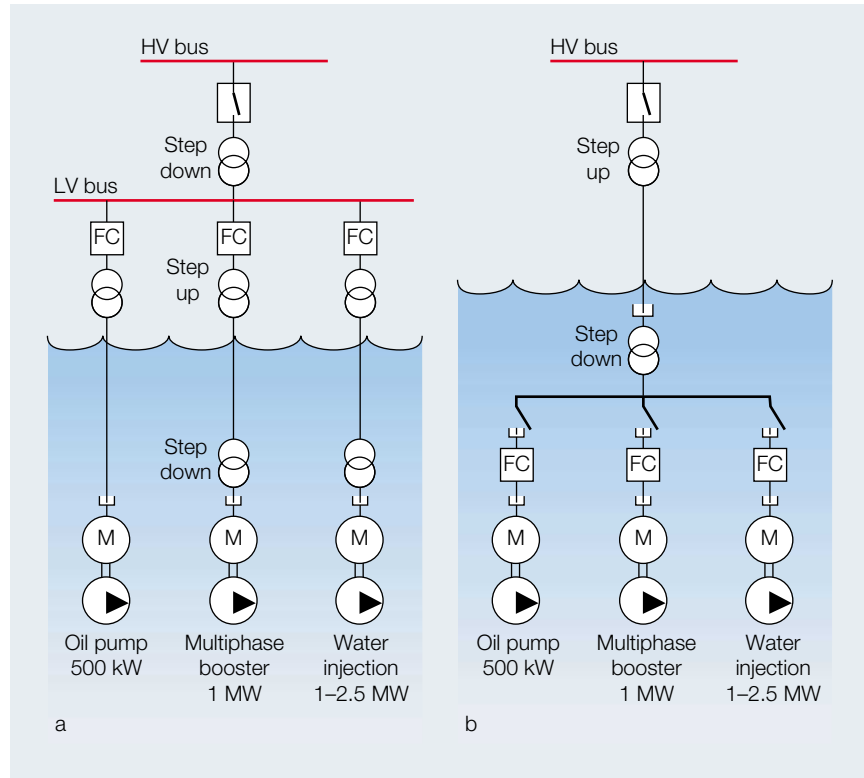 HV bus
Step
down
LV bus
FC
FC
FC
Step
up
Step
down
M
M
M
Oil pump
500 kW
Multiphase
booster
1 MW
Water
injection
1–2.5 MW
a
HV bus
Step
up
Step
down
FC
FC
FC
M
M
M
Oil pump
500 kW
Multiphase
booster
1 MW
Water
injection
1–2.5 MW
b